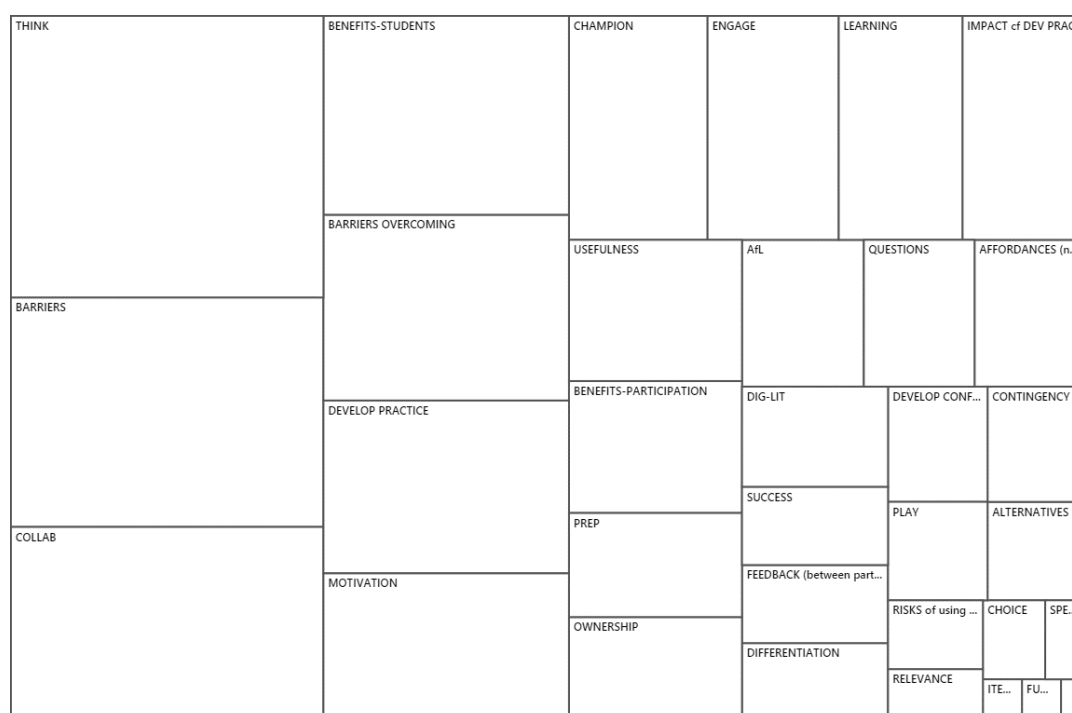 THINK
BENEFITS-STUDENTS
CHAMPION
ENGAGE
LEARNING
IMPACT cf DEV PRAC
BARRIERS OVERCOMING
USEFULNESS
AfL
QUESTIONS
AFFORDANCES (n...
BARRIERS
BENEFITS-PARTICIPATION
DIG-LIT
DEVELOP CONF...
CONTINGENCY
DEVELOP PRACTICE
SUCCESS
PLAY
ALTERNATIVES
PREP
COLLAB
FEEDBACK (between part...
MOTIVATION
RISKS of using ...
CHOICE
SPE...
OWNERSHIP
DIFFERENTIATION
RELEVANCE
ITE...
FU...